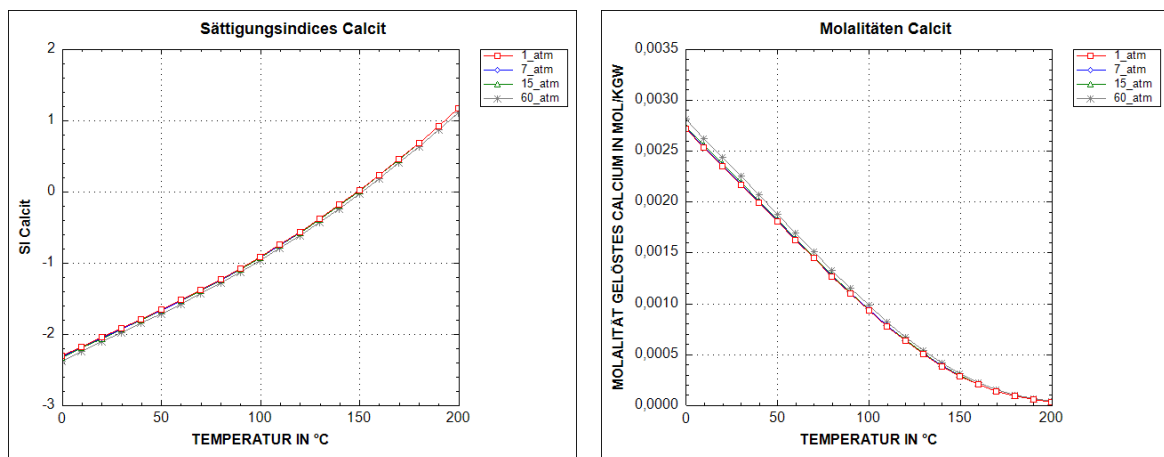 Sättigungsindices Calcit
2
1
0
-1
-2
-3
SI Calcit
0
50
100
150
200
TEMPERATUR IN °C
1_atm
7_atm
15_atm
60_atm
Molalitäten Calcit
0,0035
0,0030
0,0025
0,0020
0,0015
0,0010
0,0005
0,0000
MOLALITÄT GELÖSTES CALCIUM IN MOL/KGW
0
50
100
150
200
TEMPERATUR IN °C
1_atm
7_atm
15_atm
60_atm